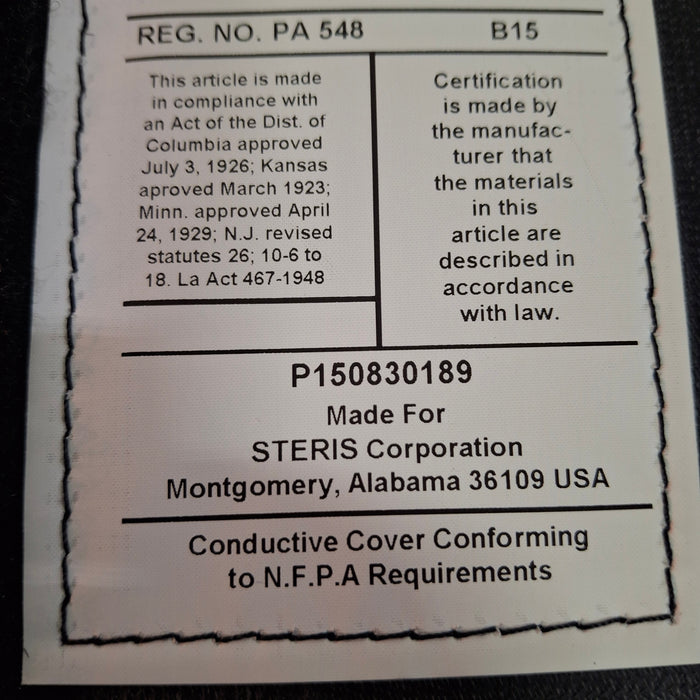 REG. NO. PA 548 B15
This article is made
in compliance with
an Act of the Dist. of
Columbia approved
July 3, 1926; Kansas
aproved March 1923;
Minn. approved April
24, 1929; N.J. revised
statutes 26; 10-6 to
18. La Act 467-1948
Certification
is made by
the manufac-
turer that
the materials
in this
article are
described in
accordance
with law.
P150830189
Made For
STERIS Corporation
Montgomery, Alabama 36109 USA
Conductive Cover Conforming
to N.F.P.A Requirements